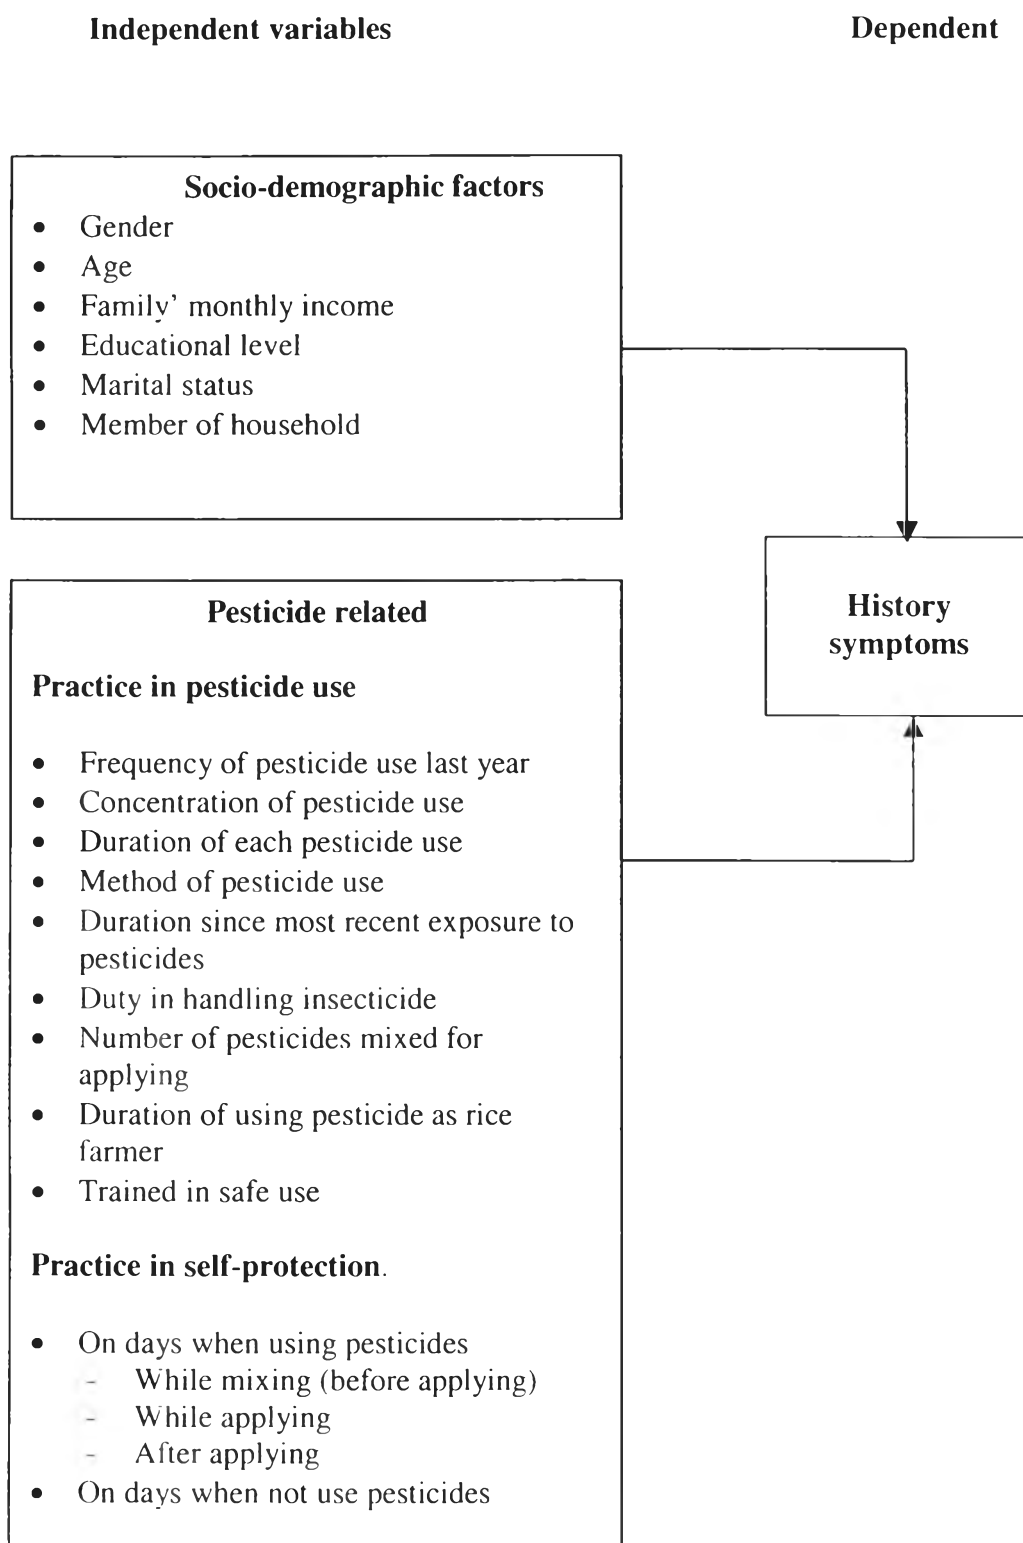 Independent variables
Dependent
Socio-demographic factors
• Gender
• Age
• Family' monthly income
• Educational level
• Marital status
• Member of household
History
symptoms
Pesticide related
Practice in pesticide use
• Frequency of pesticide use last year
• Concentration of pesticide use
• Duration of each pesticide use
• Method of pesticide use
• Duration since most recent exposure to
pesticides
• Duty in handling insecticide
• Number of pesticides mixed for
applying
• Duration of using pesticide as rice
farmer
• Trained in safe use
Practice in self-protection.
• On days when using pesticides
- While mixing (before applying)
- While applying
- After applying
• On days when not use pesticides